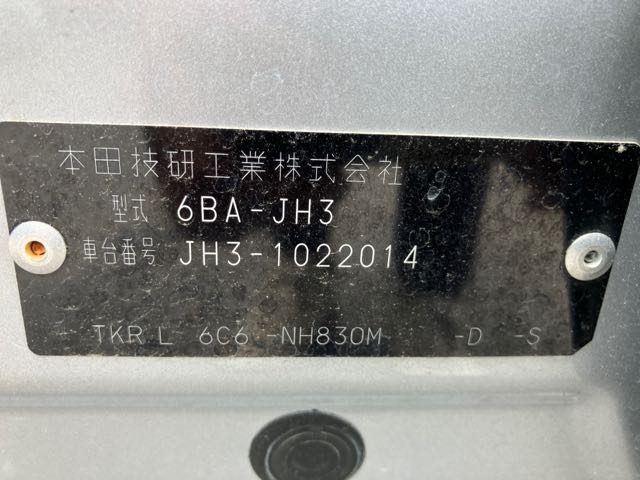 本田技研工業株式会社
型式 6BA-JH3
車台番号 JH3-1022014
TKR L 6C6 -NH830M -D -S